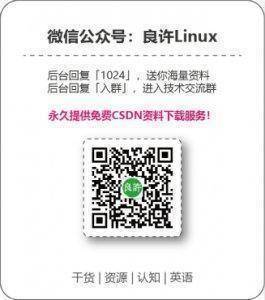 微信公众号：良许Linux
后台回复「1024」，送你海量资料
后台回复「入群」，进入技术交流群
永久提供免费CSDN资料下载服务！
良许
干货 | 资源 | 认知 | 英语